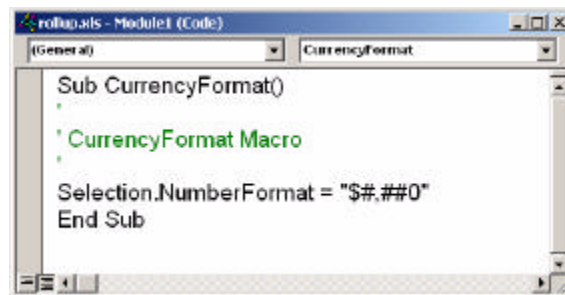 rollup.xls - Module1 (Code)
(General) CurrencyFormat
Sub CurrencyFormat()
'
' CurrencyFormat Macro
'
Selection.NumberFormat = "$#,##0"
End Sub